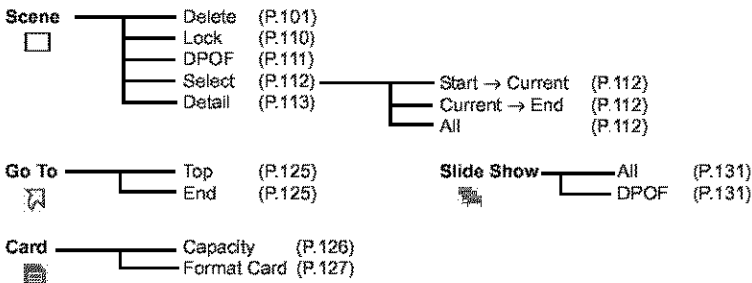 Scene Delete (P.101)
Lock (P.110)
DPOF (P.111)
Select (P.112) Start → Current (P.112)
Detail (P.113) Current → End (P.112)
All (P.112)
Go To Top (P.125) Slide Show All (P.131)
End (P.125) DPOF (P.131)
Card Capacity (P.126)
Format Card (P.127)